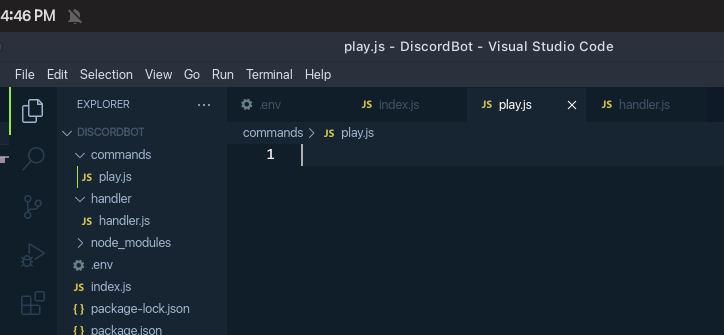 4:46 PM
play.js - DiscordBot - Visual Studio Code
File Edit Selection View Go Run Terminal Help
EXPLORER ...
DISCORDBOT
commands
JS play.js
handler
JS handler.js
node_modules
.env
JS index.js
{ } package-lock.json
{ } package.json
.env JS index.js JS play.js JS handler.js
commands > JS play.js
1